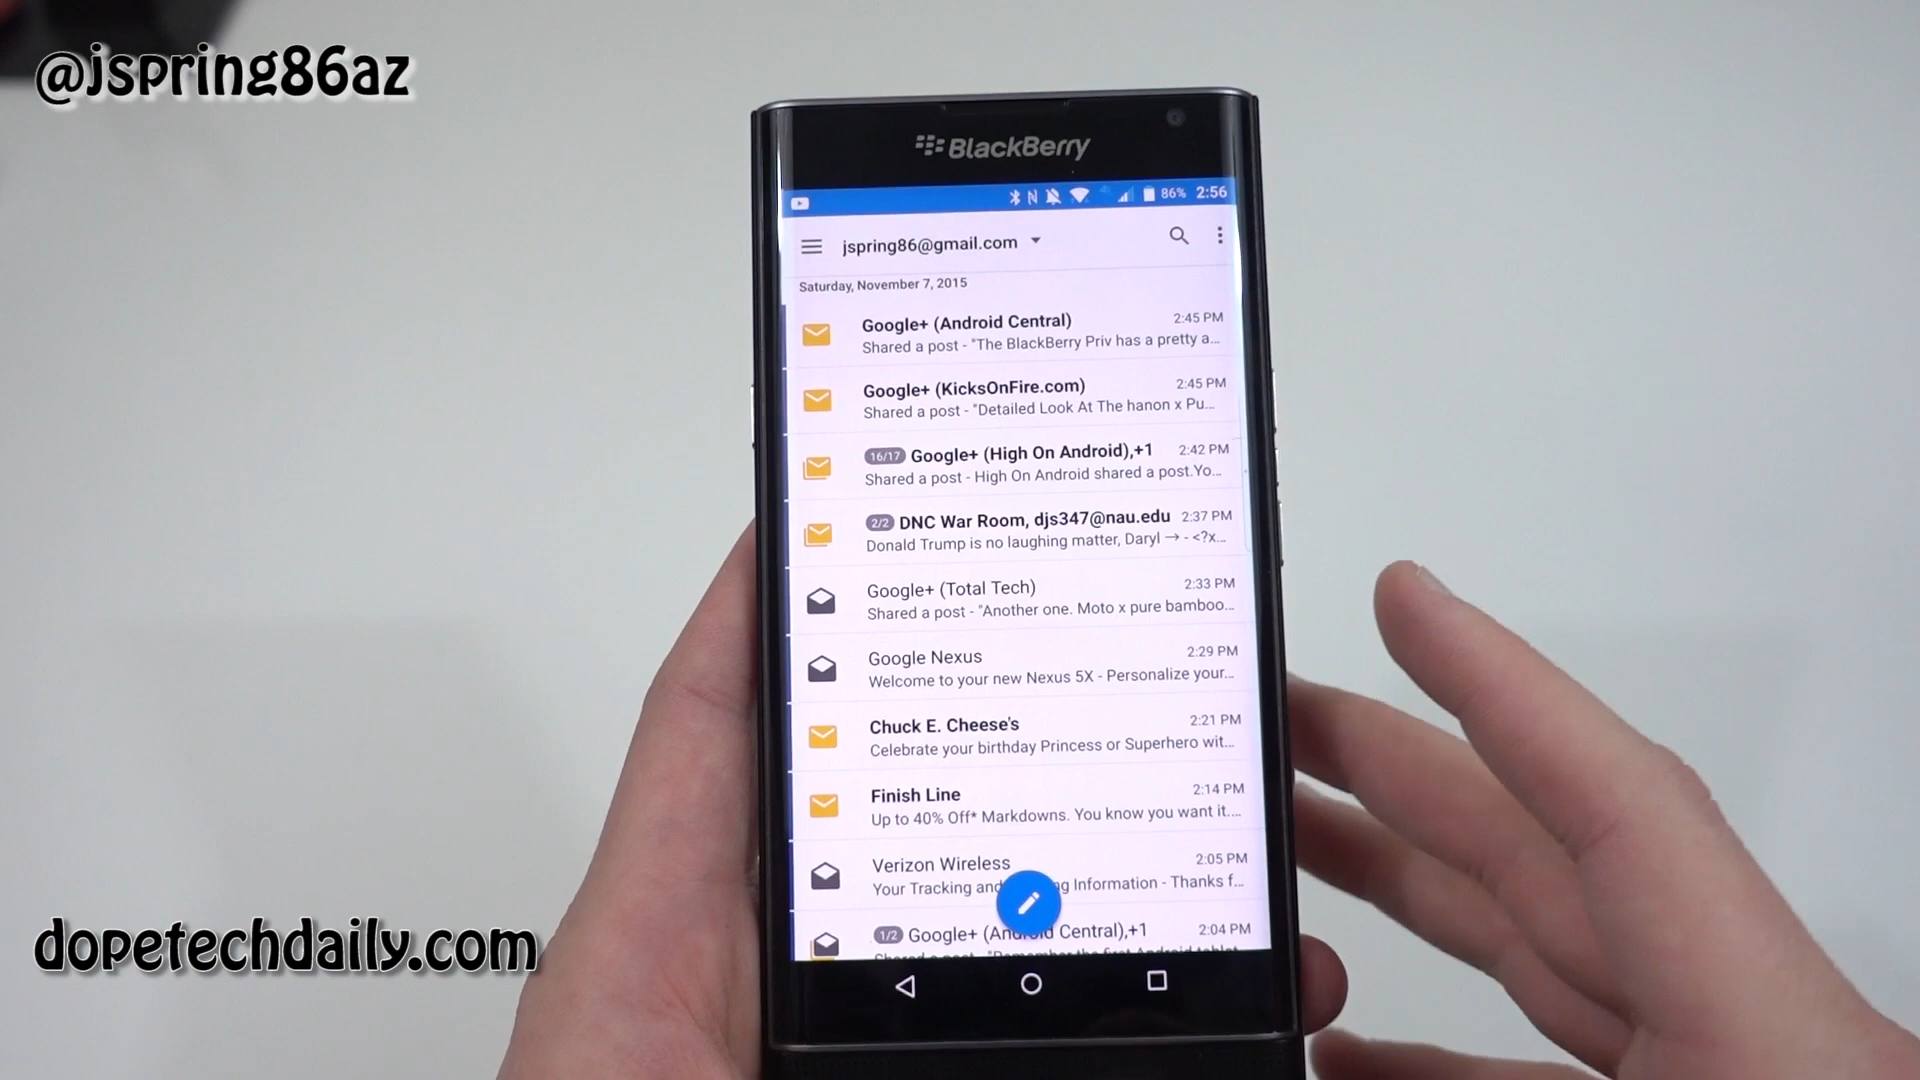 @jspring86az
BlackBerry
86% 2:56
jspring86@gmail.com
Saturday, November 7, 2015
Google+ (Android Central) 2:45 PM
Shared a post - "The BlackBerry Priv has a pretty a...
Google+ (KicksOnFire.com) 2:45 PM
Shared a post - "Detailed Look At The hanon x Pu...
16/17 Google+ (High On Android),+1 2:42 PM
Shared a post - High On Android shared a post.Yo...
2/2 DNC War Room, djs347@nau.edu 2:37 PM
Donald Trump is no laughing matter, Daryl → - <?x...
Google+ (Total Tech) 2:33 PM
Shared a post - "Another one. Moto x pure bamboo...
Google Nexus 2:29 PM
Welcome to your new Nexus 5X - Personalize your...
Chuck E. Cheese's 2:21 PM
Celebrate your birthday Princess or Superhero wit...
Finish Line 2:14 PM
Up to 40% Off* Markdowns. You know you want it....
Verizon Wireless 2:05 PM
Your Tracking and Information - Thanks f...
1/2 Google+ (Android Central),+1 2:04 PM
dopetechdaily.com